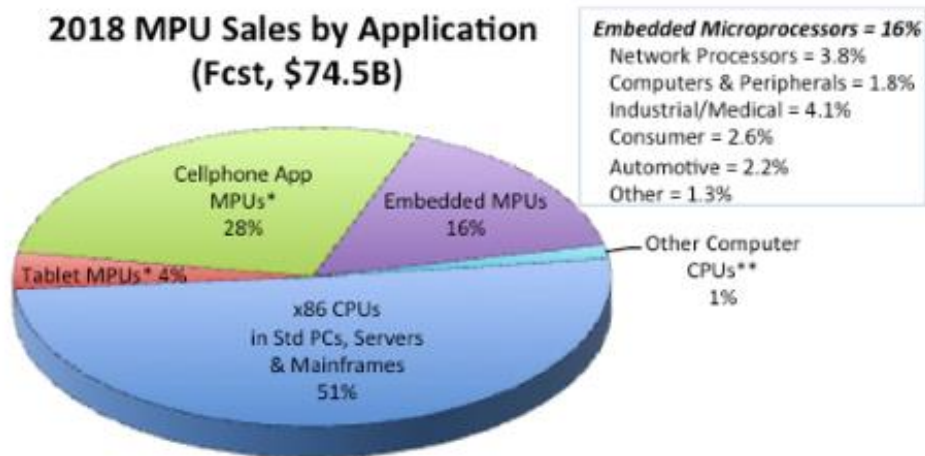 2018 MPU Sales by Application
(Fcst, $74.5B)
Embedded Microprocessors = 16%
Network Processors = 3.8%
Computers & Peripherals = 1.8%
Industrial/Medical = 4.1%
Consumer = 2.6%
Automotive = 2.2%
Other = 1.3%
Cellphone App
MPUs*
28%
Embedded MPUs
16%
Other Computer
CPUs**
1%
Tablet MPUs* 4%
x86 CPUs
in Std PCs, Servers
& Mainframes
51%